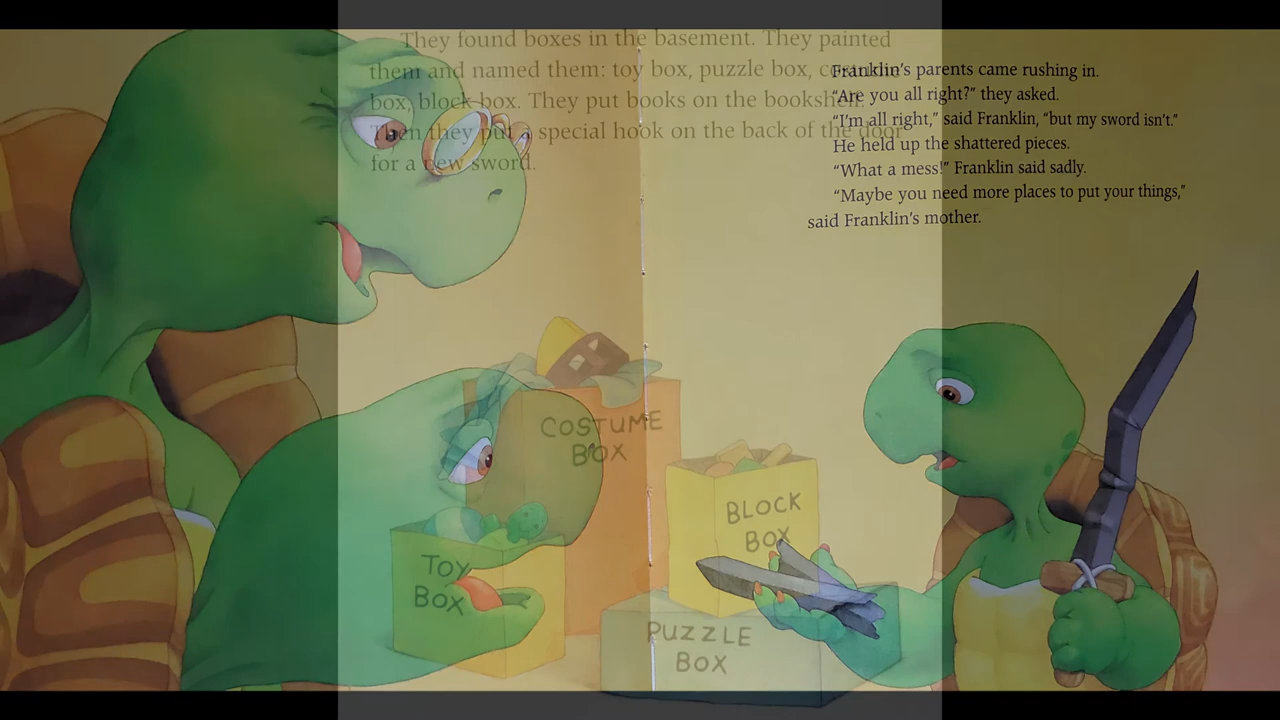 They found boxes in the basement. They painted
them and named them: toy box, puzzle box, costume
box, block box. They put books on the bookshelf.
Then they put a special hook on the back of the door
for a new sword.
Franklin's parents came rushing in.
“Are you all right?” they asked.
“I'm all right,” said Franklin, “but my sword isn't.”
He held up the shattered pieces.
“What a mess!” Franklin said sadly.
“Maybe you need more places to put your things,”
said Franklin's mother.
COSTUME
BOX
BLOCK
BOX
TOY
BOX
PUZZLE
BOX